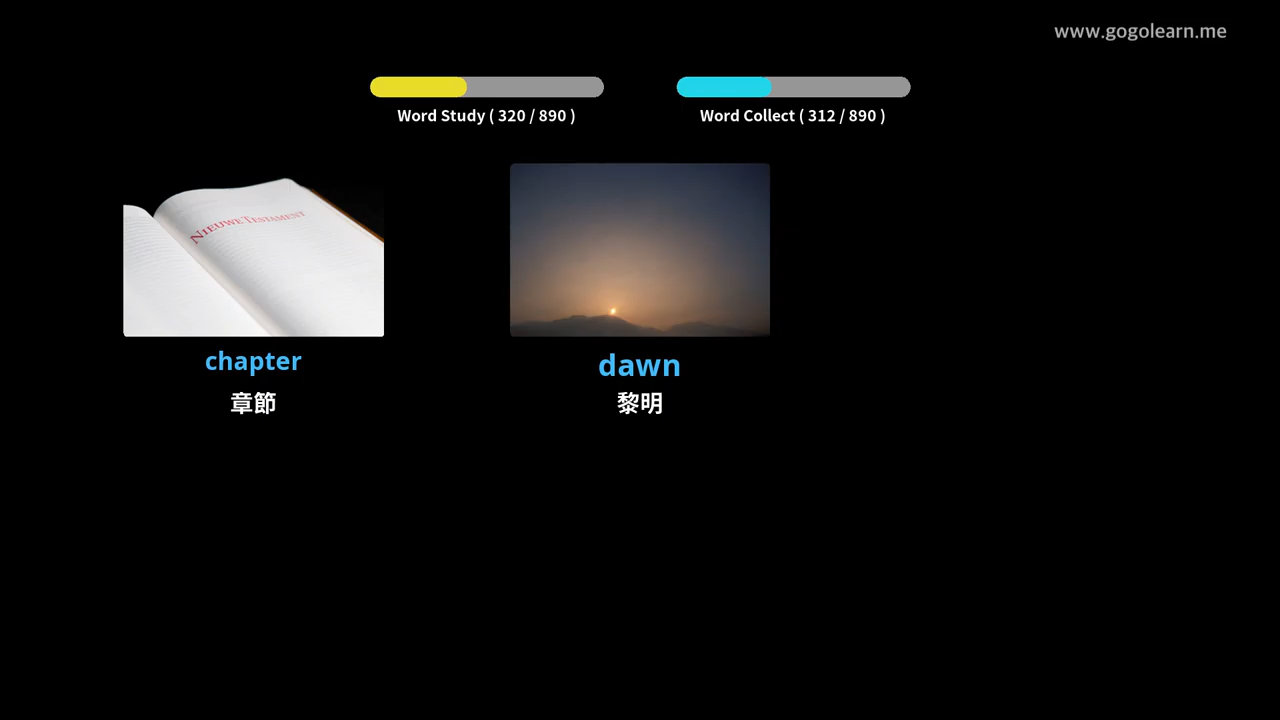 www.gogolearn.me
Word Study ( 320 / 890 )
Word Collect ( 312 / 890 )
NIEUWE TESTAMENT
chapter
章節
dawn
黎明